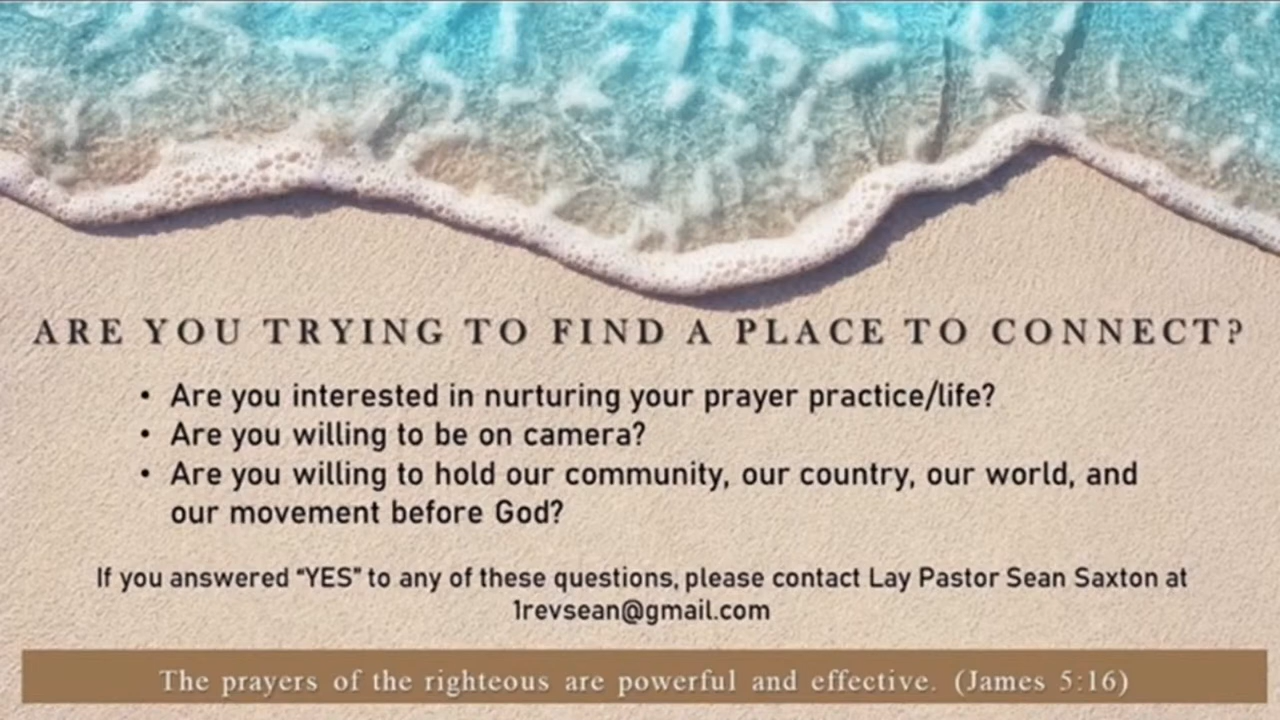 ARE YOU TRYING TO FIND A PLACE TO CONNECT?
• Are you interested in nurturing your prayer practice/life?
• Are you willing to be on camera?
• Are you willing to hold our community, our country, our world, and
our movement before God?
If you answered "YES" to any of these questions, please contact Lay Pastor Sean Saxton at
1revsean@gmail.com
The prayers of the righteous are powerful and effective. (James 5:16)